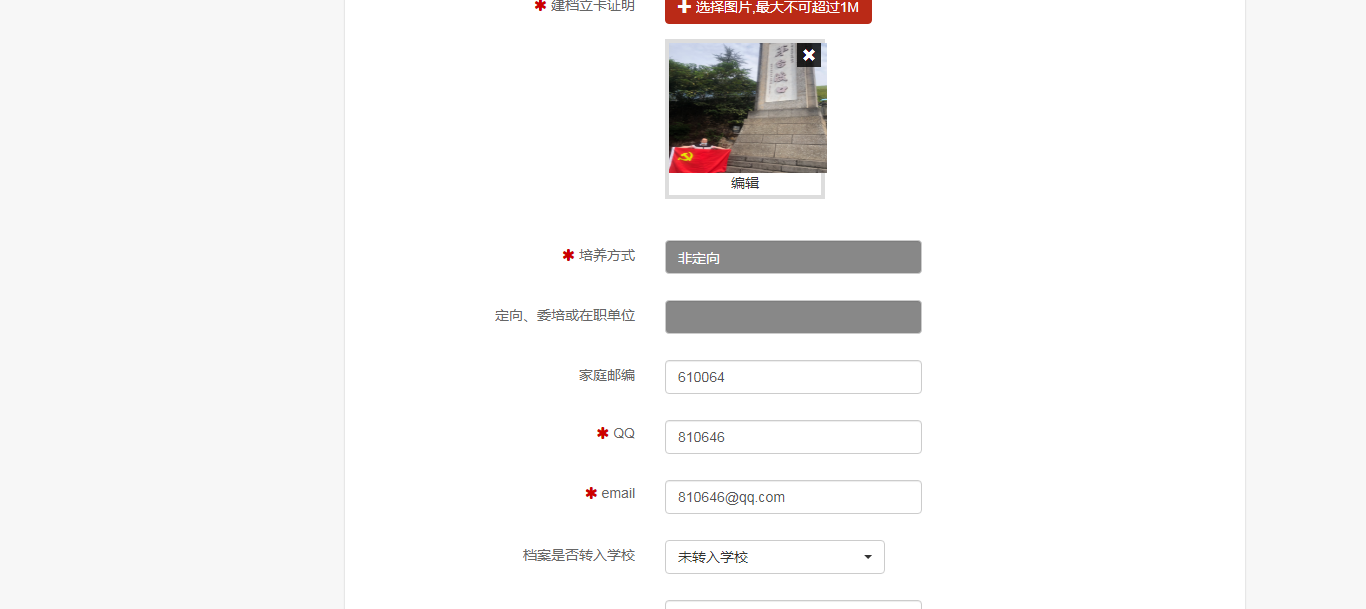 ✱ 建档立卡证明
+ 选择图片,最大不可超过1M
编辑
✱ 培养方式
非定向
定向、委培或在职单位
家庭邮编
610064
✱ QQ
810646
✱ email
810646@qq.com
档案是否转入学校
未转入学校